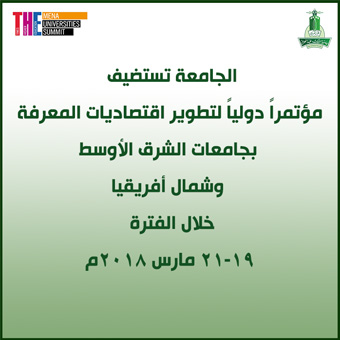 THE MENA
UNIVERSITIES
SUMMIT
الجامعة تستضيف
مؤتمراً دولياً لتطوير اقتصاديات المعرفة
بجامعات الشرق الأوسط
وشمال أفريقيا
خلال الفترة
١٩-٢١ مارس ٢٠١٨م